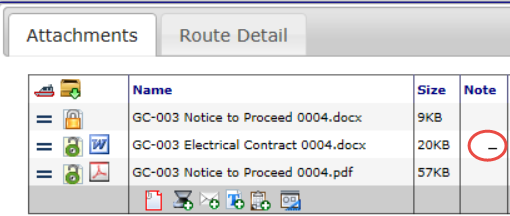 Attachments Route Detail
Name Size Note
GC-003 Notice to Proceed 0004.docx 9KB
GC-003 Electrical Contract 0004.docx 20KB –
GC-003 Notice to Proceed 0004.pdf 57KB